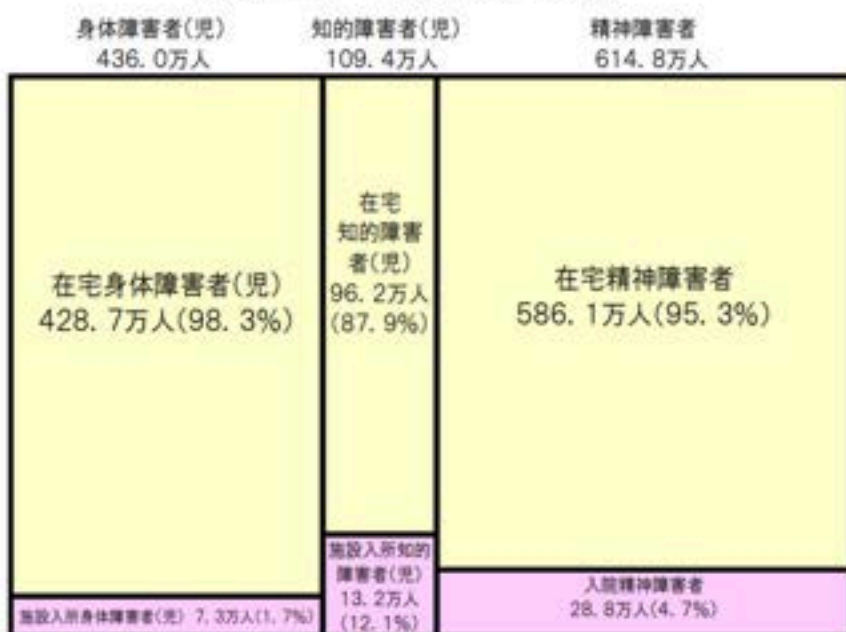 身体障害者(児)
436. 0万人
知的障害者(児)
109. 4万人
精神障害者
614. 8万人
在宅身体障害者(児)
428. 7万人(98. 3%)
在宅
知的障害
者(児)
96. 2万人
(87. 9%)
在宅精神障害者
586. 1万人(95. 3%)
施設入所身体障害者(児) 7. 3万人(1. 7%)
施設入所知的
障害者(児)
13. 2万人
(12. 1%)
入院精神障害者
28. 8万人(4. 7%)